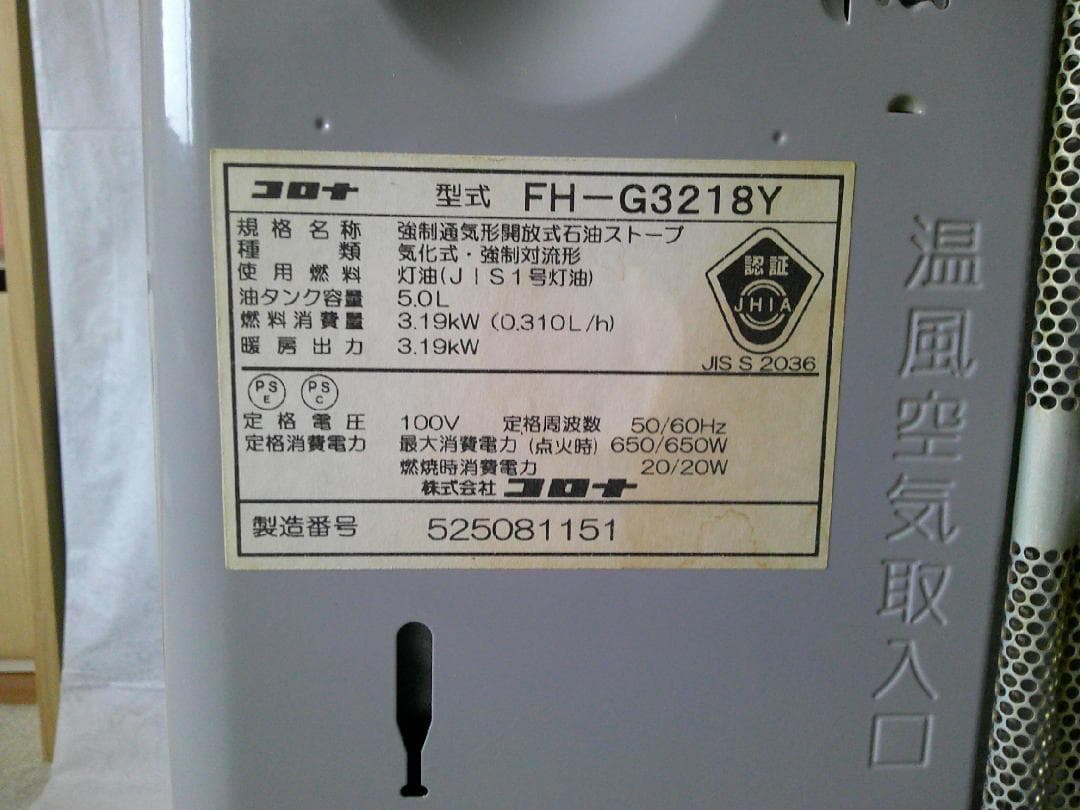 コロナ 型式 FH-G3218Y
規格名称 強制通気形開放式石油ストーブ
種類 気化式・強制対流形
使用燃料 灯油(JIS1号灯油)
油タンク容量 5.0L
燃料消費量 3.19kW (0.310L/h)
暖房出力 3.19kW
認証
JHIA
JIS S 2036
PS E PS C
定格電圧 100V 定格周波数 50/60Hz
定格消費電力 最大消費電力 (点火時) 650/650W
燃焼時消費電力 20/20W
株式会社 コロナ
製造番号 525081151
温風空気取入口